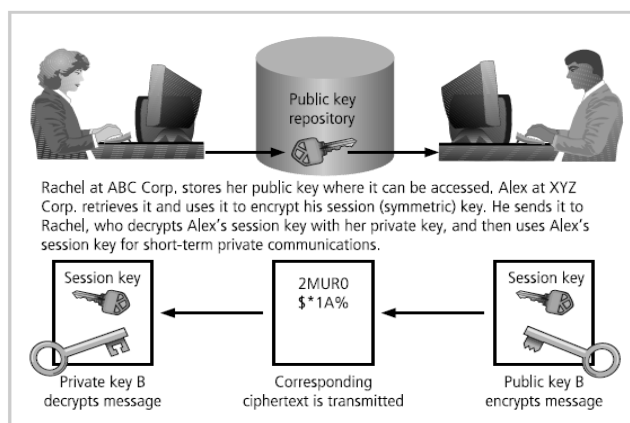 Public key
repository
Rachel at ABC Corp. stores her public key where it can be accessed. Alex at XYZ
Corp. retrieves it and uses it to encrypt his session (symmetric) key. He sends it to
Rachel, who decrypts Alex's session key with her private key, and then uses Alex's
session key for short-term private communications.
Session key
2MUR0
$*1A%
Session key
Private key B
decrypts message
Corresponding
ciphertext is transmitted
Public key B
encrypts message